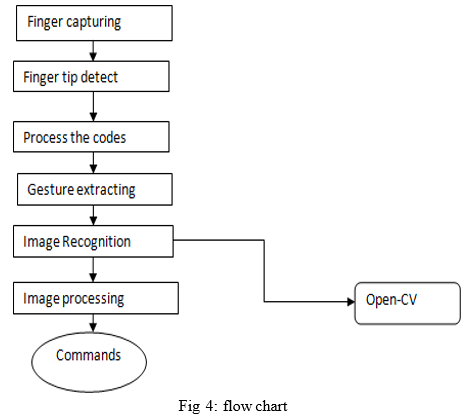 Finger capturing
Finger tip detect
Process the codes
Gesture extracting
Image Recognition
Open-CV
Image processing
Commands
Fig 4: flow chart